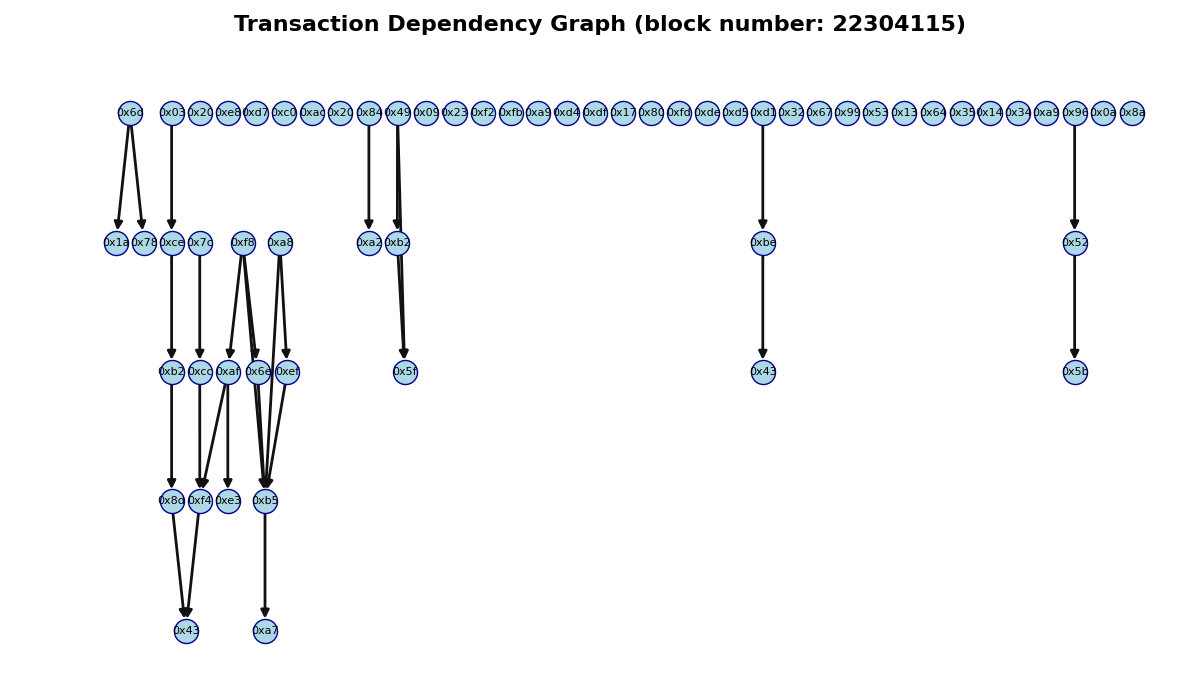 Transaction Dependency Graph (block number: 22304115)
0x6d 0x03 0x20 0xe8 0xd7 0xc0 0xac 0x20 0x84 0x49 0x09 0x23 0xf2 0xfb 0xa9 0xd4 0xdf 0x17 0x80 0xfd 0xde 0xd5 0xd1 0x32 0x67 0x99 0x53 0x13 0x64 0x35 0x14 0x34 0xa9 0x96 0x0a 0x8a
0x1a 0x78 0xce 0x7c 0xf8 0xa8 0xa2 0xb2 0xbe 0x52
0xb2 0xcc 0xaf 0x6e 0xef 0x5f 0x43 0x5b
0xf4 0xe3 0xb5
0x43 0xa7